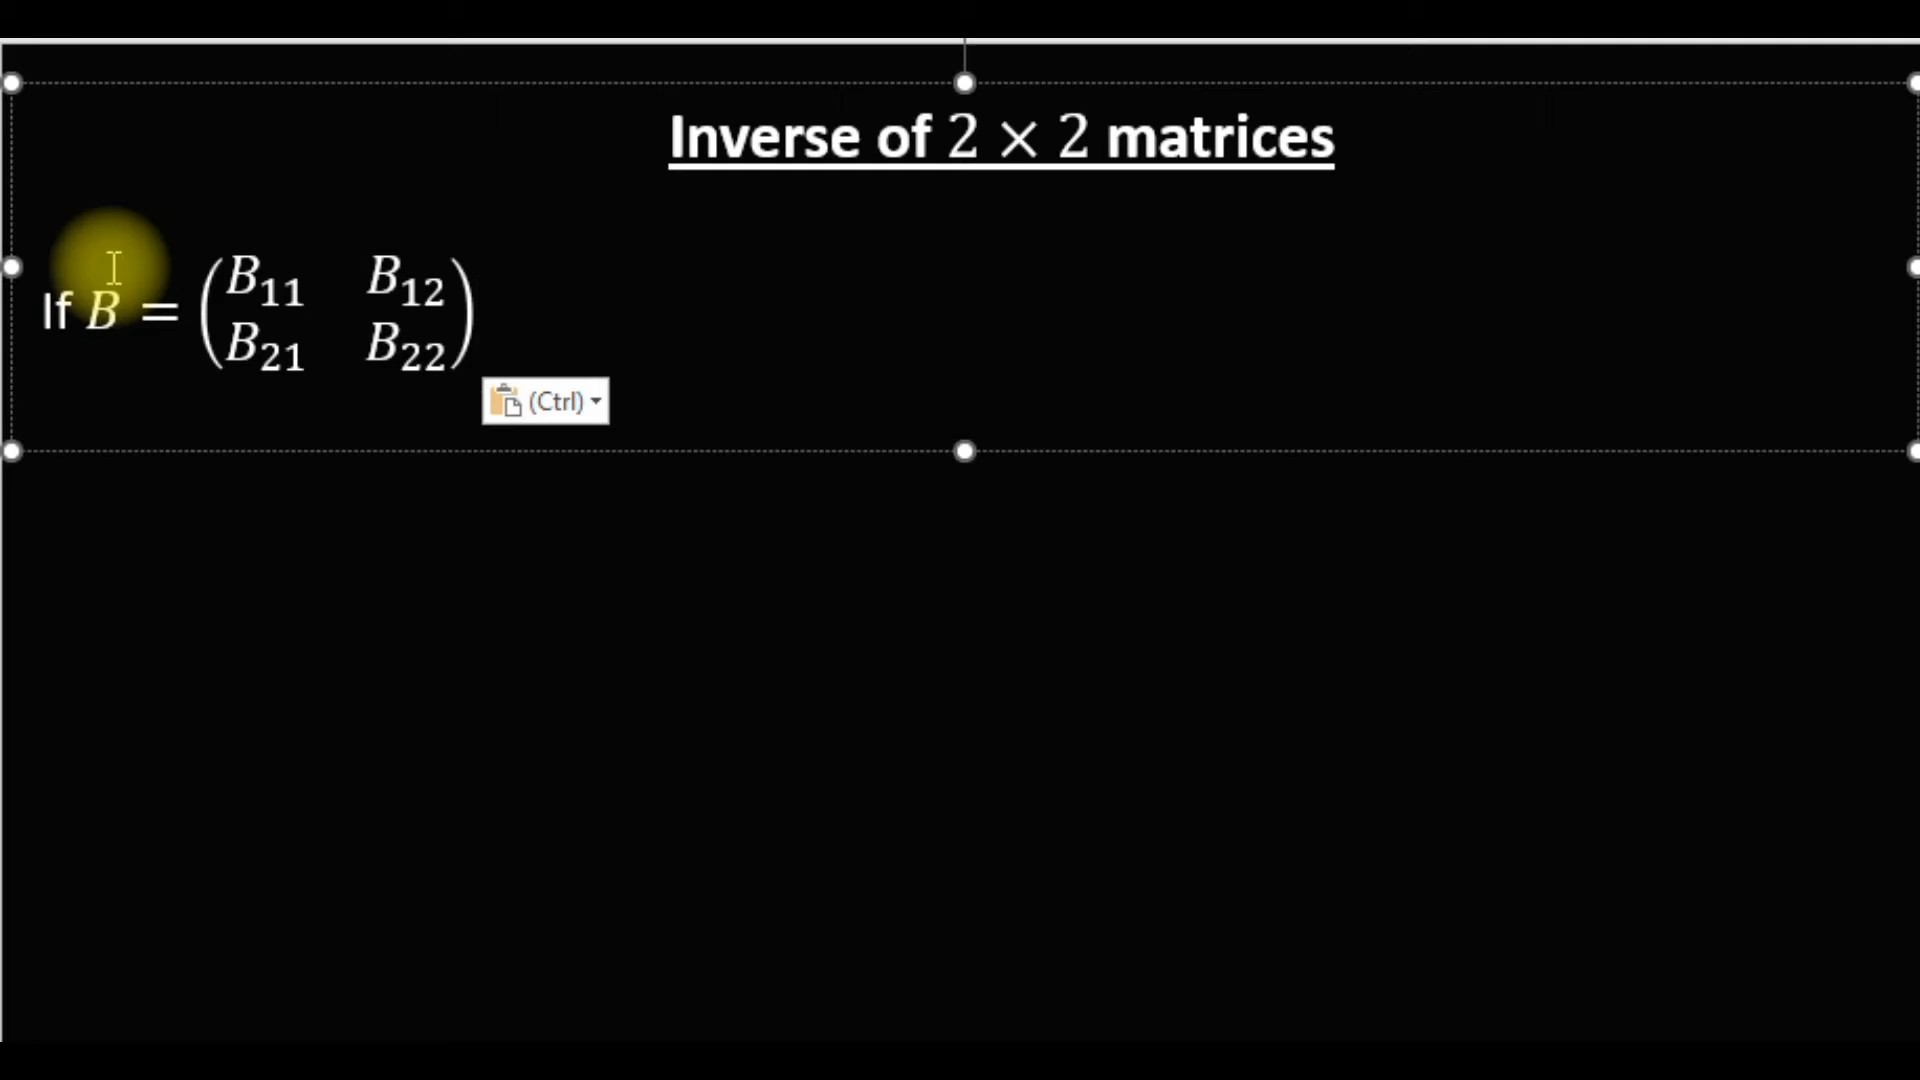 Inverse of 2 × 2 matrices
If B = (B₁₁ B₁₂
B₂₁ B₂₂)
(Ctrl)